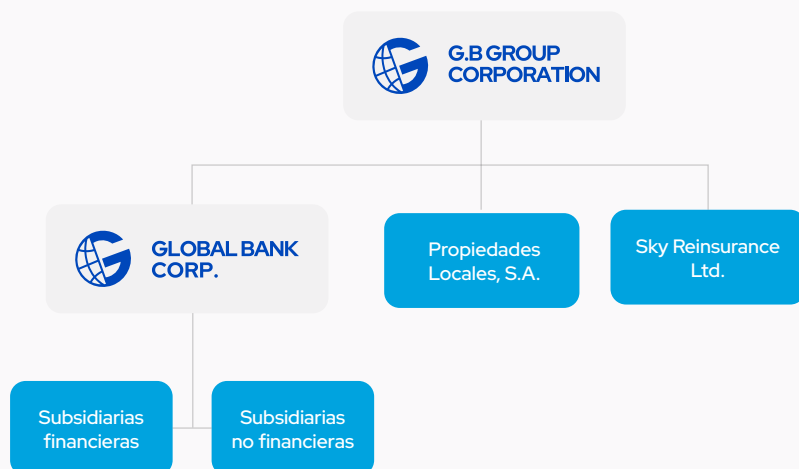 G.B GROUP
CORPORATION
GLOBAL BANK
CORP.
Propiedades
Locales, S.A.
Sky Reinsurance
Ltd.
Subsidiarias
financieras
Subsidiarias
no financieras